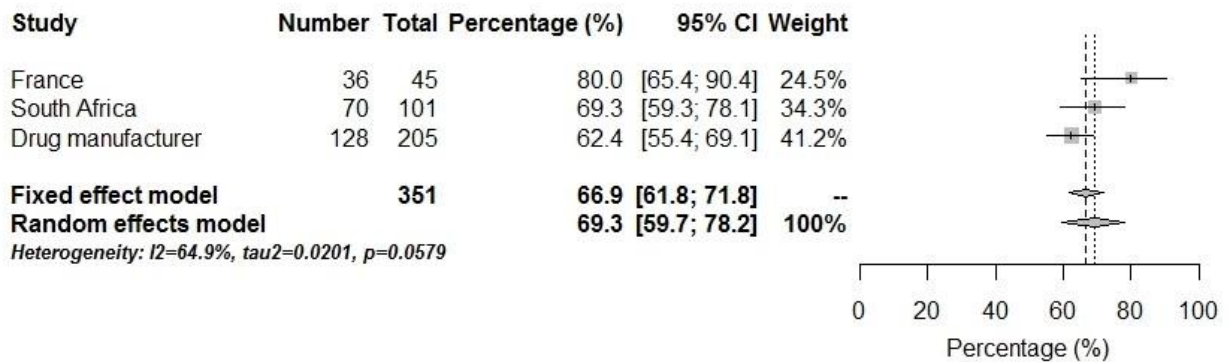 Study Number Total Percentage (%) 95% CI Weight
France 36 45 80.0 [65.4; 90.4] 24.5%
South Africa 70 101 69.3 [59.3; 78.1] 34.3%
Drug manufacturer 128 205 62.4 [55.4; 69.1] 41.2%
Fixed effect model 351 66.9 [61.8; 71.8] --
Random effects model 69.3 [59.7; 78.2] 100%
Heterogeneity: I2=64.9%, tau2=0.0201, p=0.0579
0 20 40 60 80 100
Percentage (%)